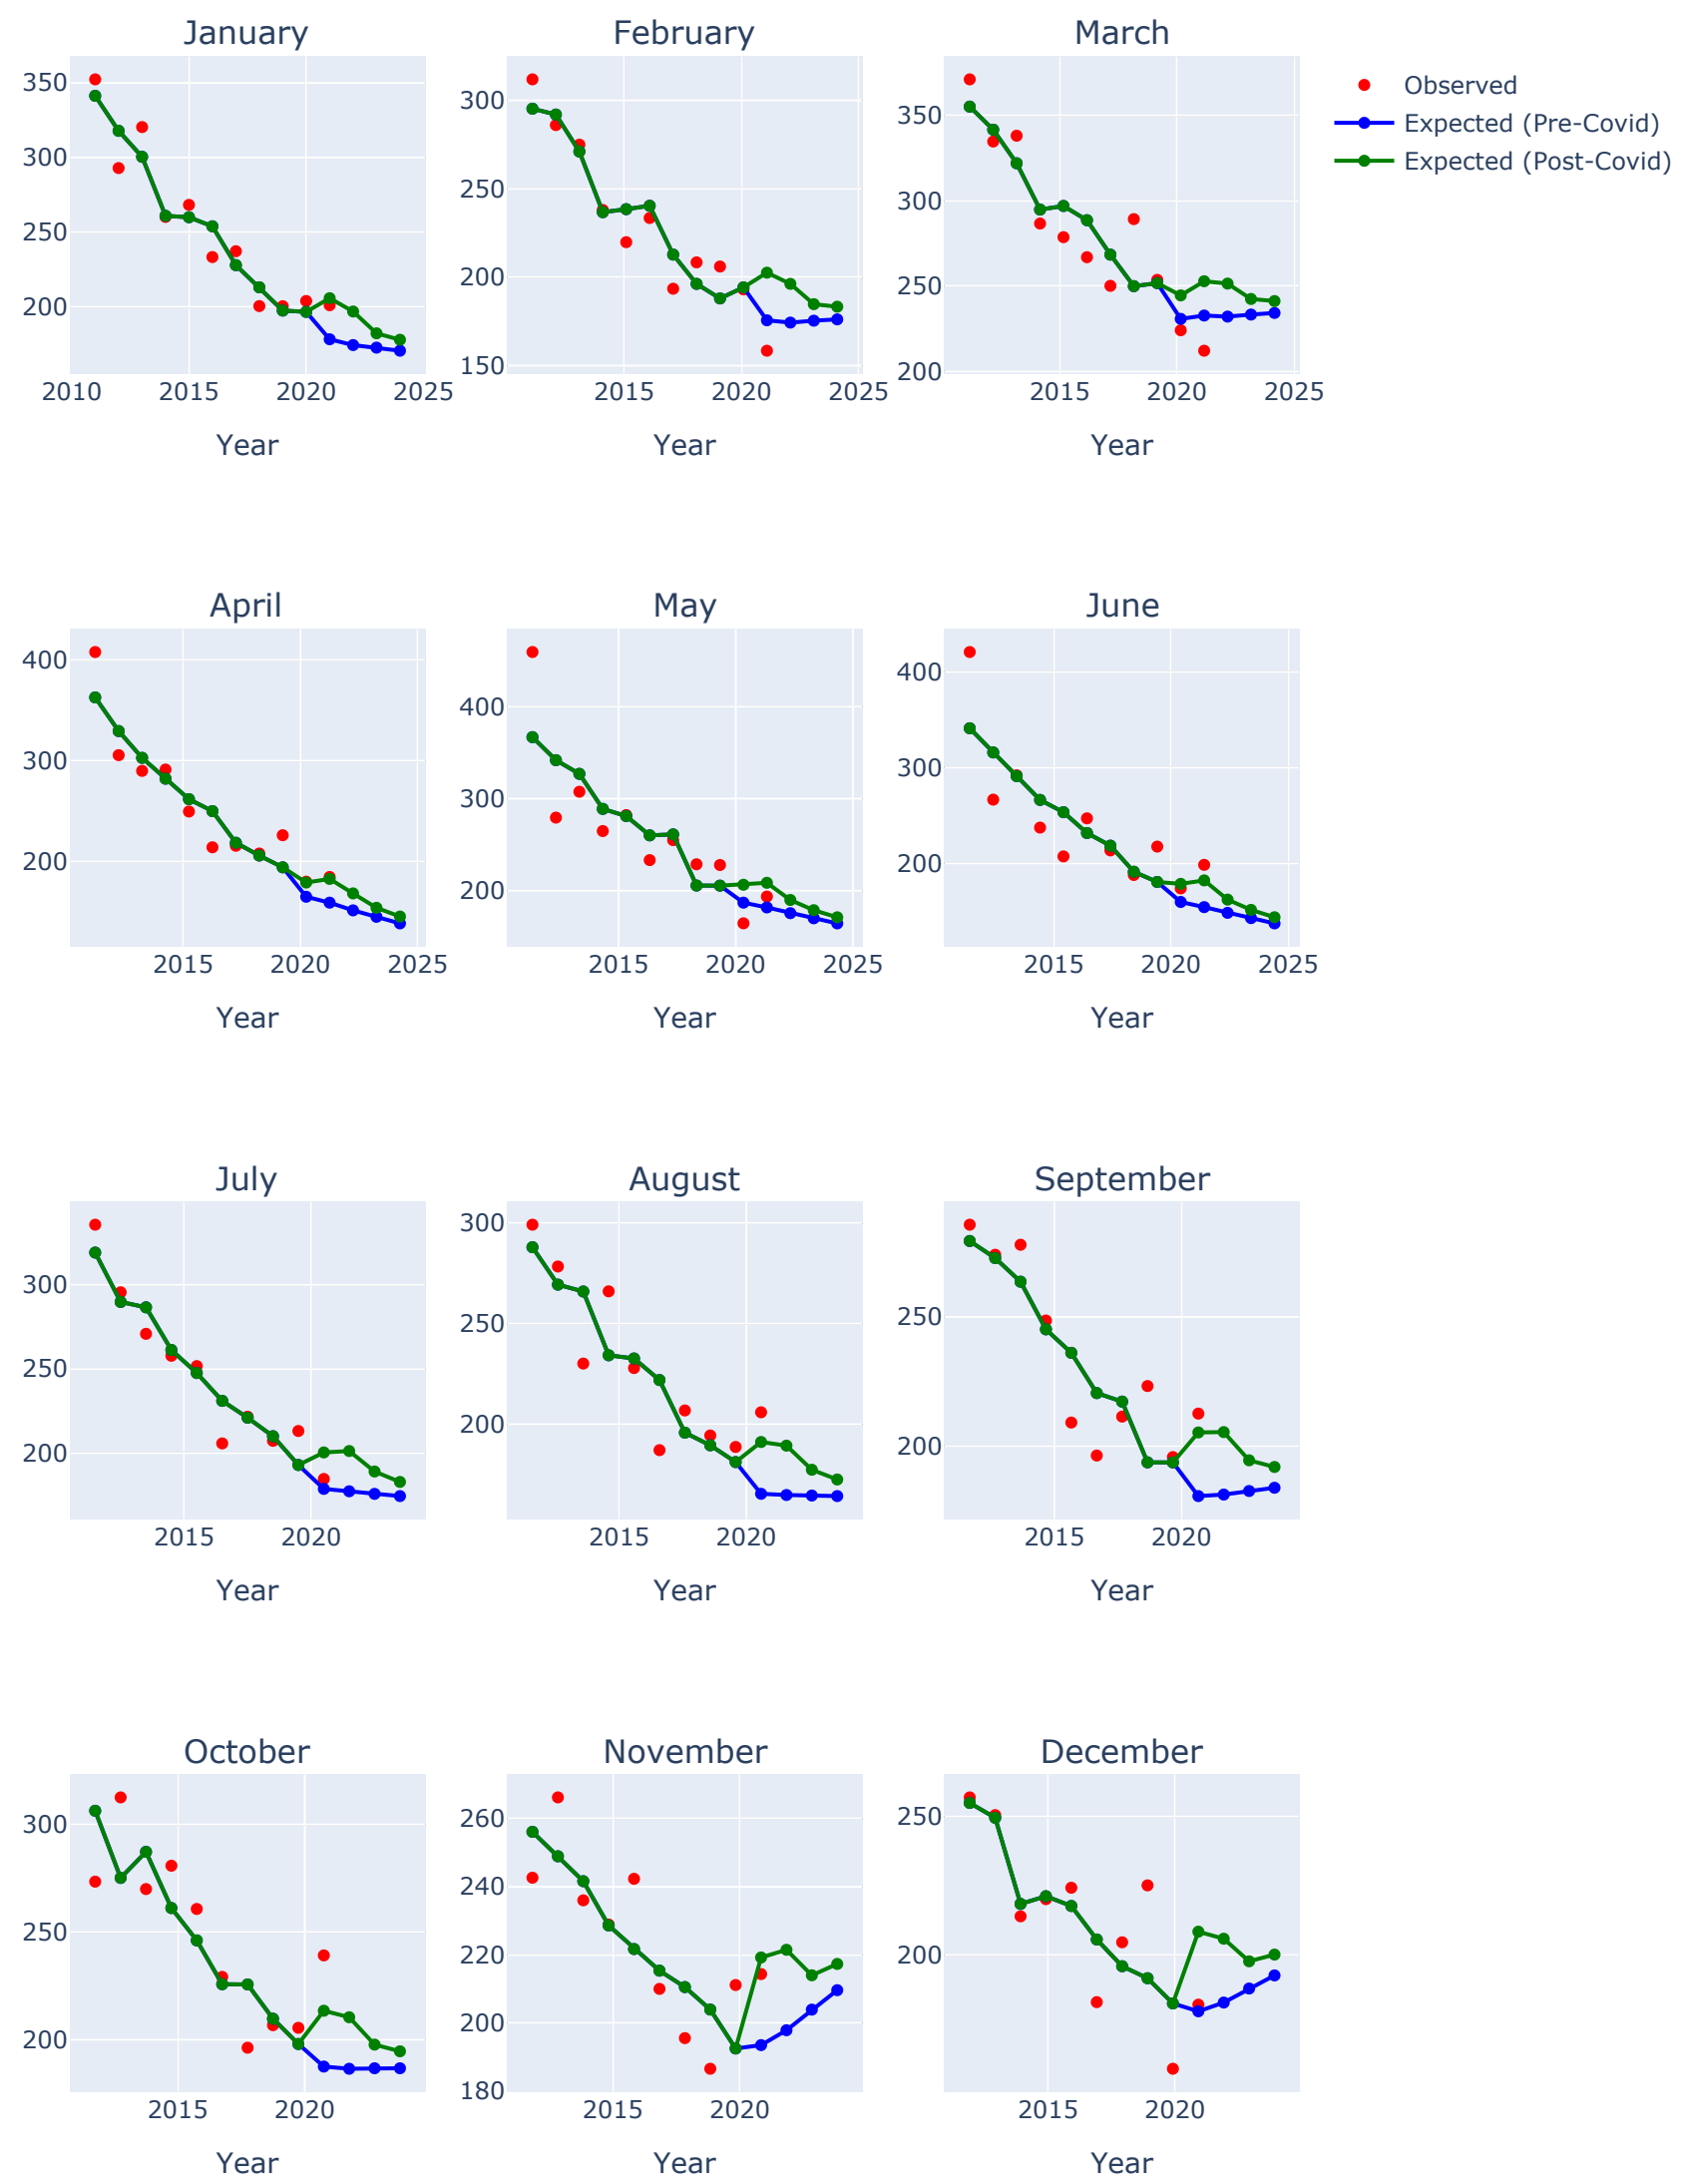 January February March
350
300
250
200
2010 2015 2020 2025
Year
300
250
200
150
2015 2020 2025
Year
350
300
250
200
2015 2020 2025
Year
Observed
Expected (Pre-Covid)
Expected (Post-Covid)
April May June
400
300
200
2015 2020 2025
Year
400
300
200
2015 2020 2025
Year
400
300
200
2015 2020 2025
Year
July August September
300
250
200
2015 2020
Year
300
250
200
2015 2020
Year
250
200
2015 2020
Year
October November December
300
250
200
2015 2020
Year
260
240
220
200
180
2015 2020
Year
250
200
2015 2020
Year